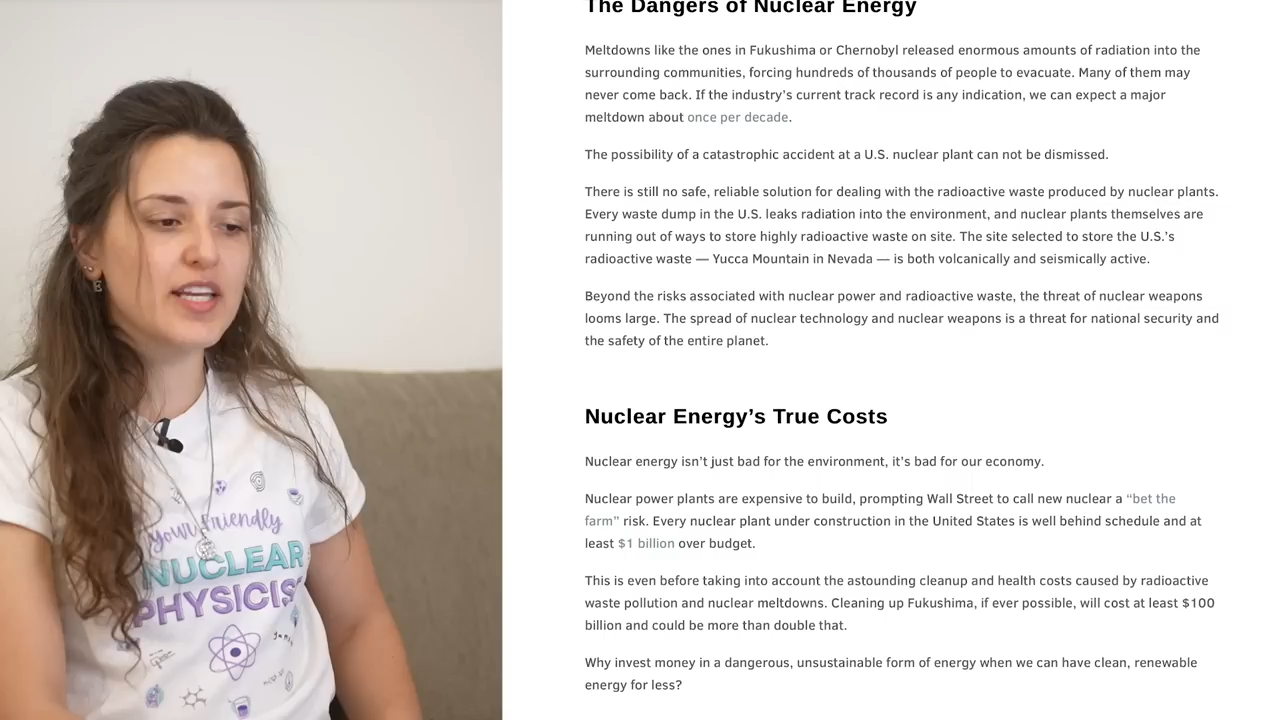 The Dangers of Nuclear Energy
Meltdowns like the ones in Fukushima or Chernobyl released enormous amounts of radiation into the
surrounding communities, forcing hundreds of thousands of people to evacuate. Many of them may
never come back. If the industry's current track record is any indication, we can expect a major
meltdown about once per decade.
The possibility of a catastrophic accident at a U.S. nuclear plant can not be dismissed.
There is still no safe, reliable solution for dealing with the radioactive waste produced by nuclear plants.
Every waste dump in the U.S. leaks radiation into the environment, and nuclear plants themselves are
running out of ways to store highly radioactive waste on site. The site selected to store the U.S.'s
radioactive waste — Yucca Mountain in Nevada — is both volcanically and seismically active.
Beyond the risks associated with nuclear power and radioactive waste, the threat of nuclear weapons
looms large. The spread of nuclear technology and nuclear weapons is a threat for national security and
the safety of the entire planet.
Nuclear Energy's True Costs
Nuclear energy isn't just bad for the environment, it's bad for our economy.
Nuclear power plants are expensive to build, prompting Wall Street to call new nuclear a "bet the
farm" risk. Every nuclear plant under construction in the United States is well behind schedule and at
least $1 billion over budget.
This is even before taking into account the astounding cleanup and health costs caused by radioactive
waste pollution and nuclear meltdowns. Cleaning up Fukushima, if ever possible, will cost at least $100
billion and could be more than double that.
Why invest money in a dangerous, unsustainable form of energy when we can have clean, renewable
energy for less?
your friendly
NUCLEAR
PHYSICIS